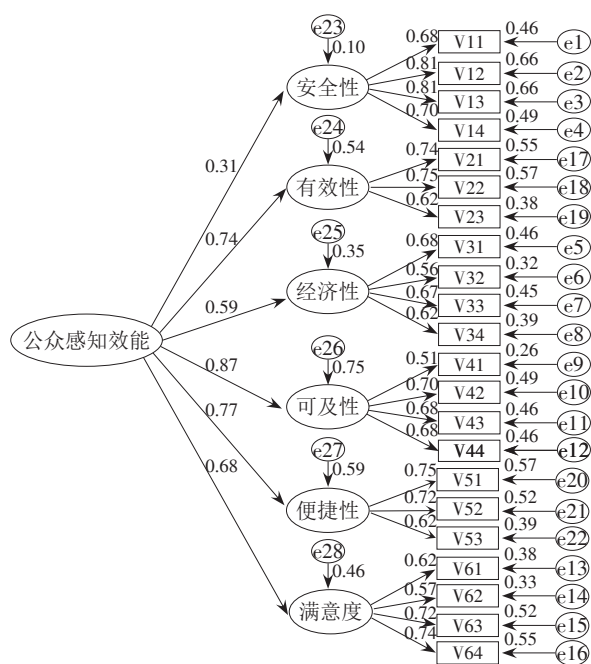 e23
0.10
0.68 V11 0.46 e1
0.81 V12 0.66 e2
安全性
0.81 V13 0.66 e3
0.70 V14 0.49 e4
e24
0.54
0.31
0.74 V21 0.55 e17
有效性
0.75 V22 0.57 e18
0.62 V23 0.38 e19
0.74
e25
0.35
0.68 V31 0.46 e5
0.56 V32 0.32 e6
经济性
0.67 V33 0.45 e7
0.62 V34 0.39 e8
0.59
公众感知效能
e26
0.75
0.87
0.51 V41 0.26 e9
0.70 V42 0.49 e10
可及性
0.68 V43 0.46 e11
0.68 V44 0.46 e12
0.77
e27
0.59
0.68
0.75 V51 0.57 e20
便捷性
0.72 V52 0.52 e21
0.62 V53 0.39 e22
e28
0.46
0.62 V61 0.38 e13
0.57 V62 0.33 e14
满意度
0.72 V63 0.52 e15
0.74 V64 0.55 e16